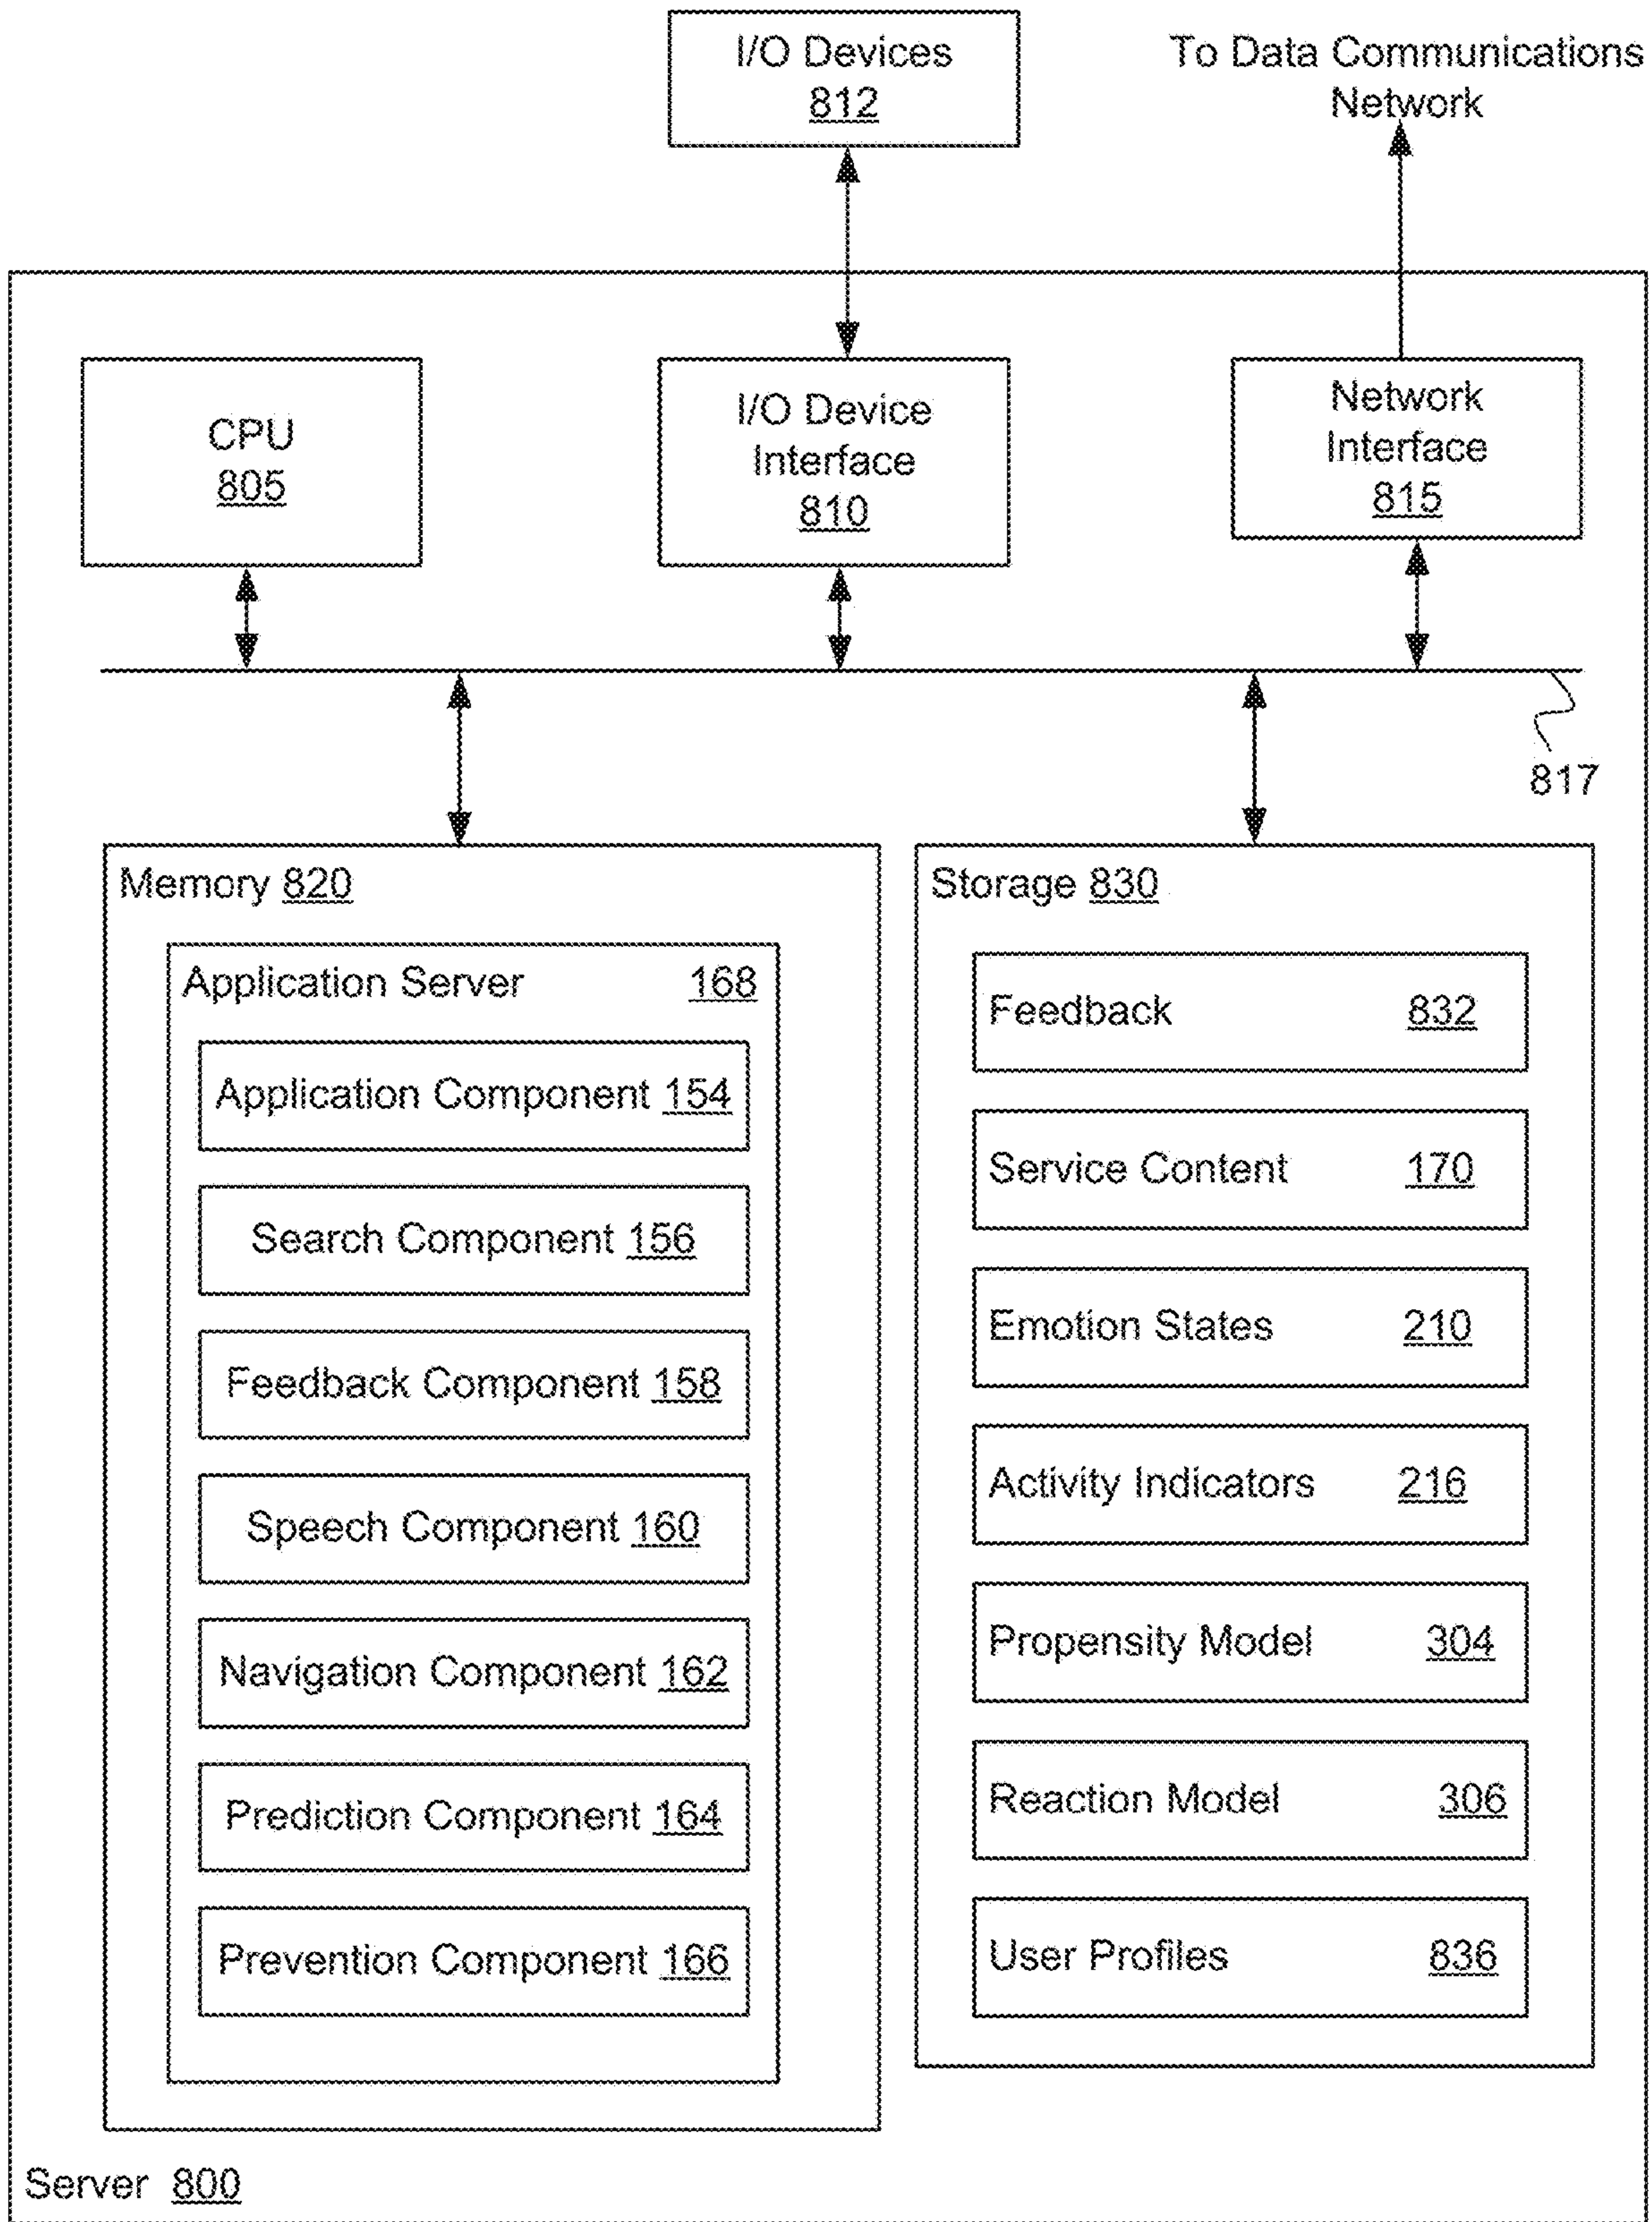 I/O Devices
812
To Data Communications
Network
CPU
805
I/O Device
Interface
810
Network
Interface
815
817
Memory 820
Application Server 168
Application Component 154
Search Component 156
Feedback Component 158
Speech Component 160
Navigation Component 162
Prediction Component 164
Prevention Component 166
Storage 830
Feedback 832
Service Content 170
Emotion States 210
Activity Indicators 216
Propensity Model 304
Reaction Model 306
User Profiles 836
Server 800